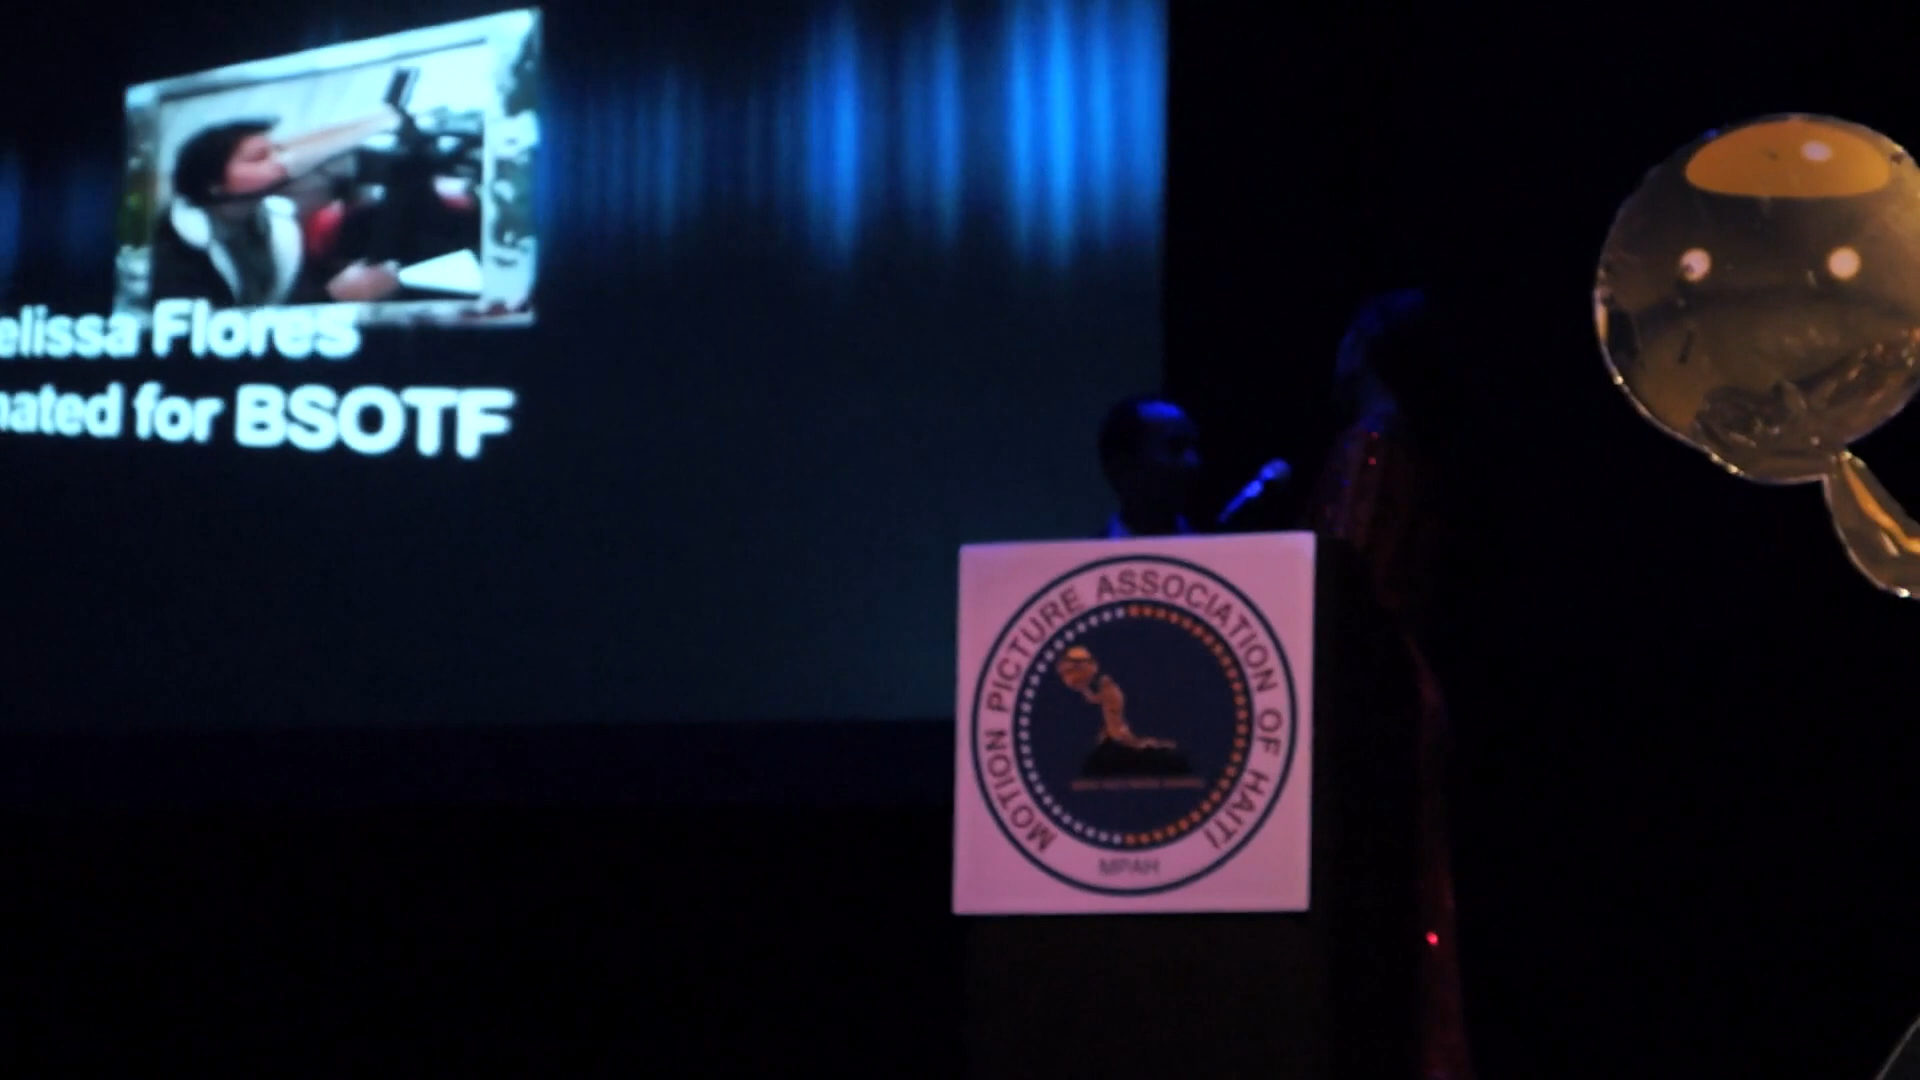 elissa Flores
nated for BSOTF
MOTION PICTURE ASSOCIATION OF HAITI
MPAH